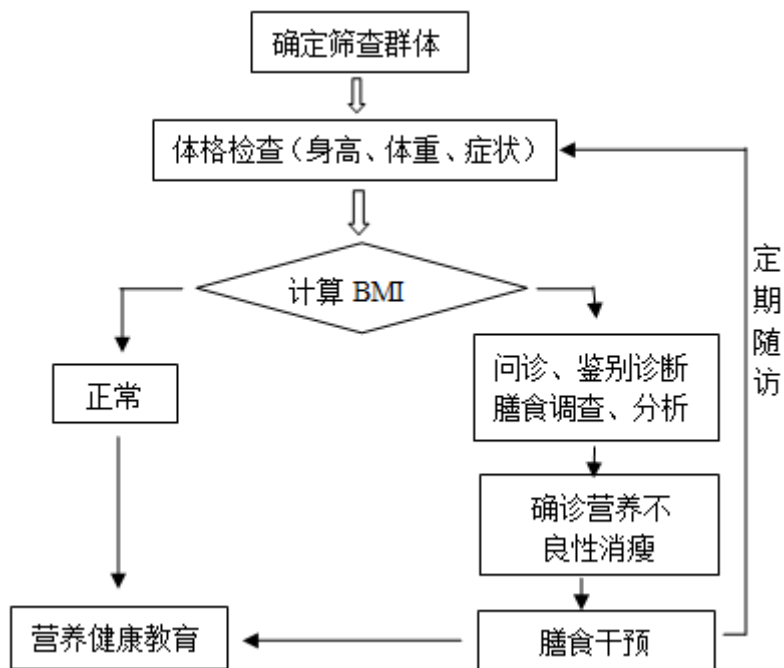 确定筛查群体
体格检查（身高、体重、症状）
计算 BMI
正常
问诊、鉴别诊断
膳食调查、分析
定期随访
确诊营养不
良性消瘦
营养健康教育
膳食干预